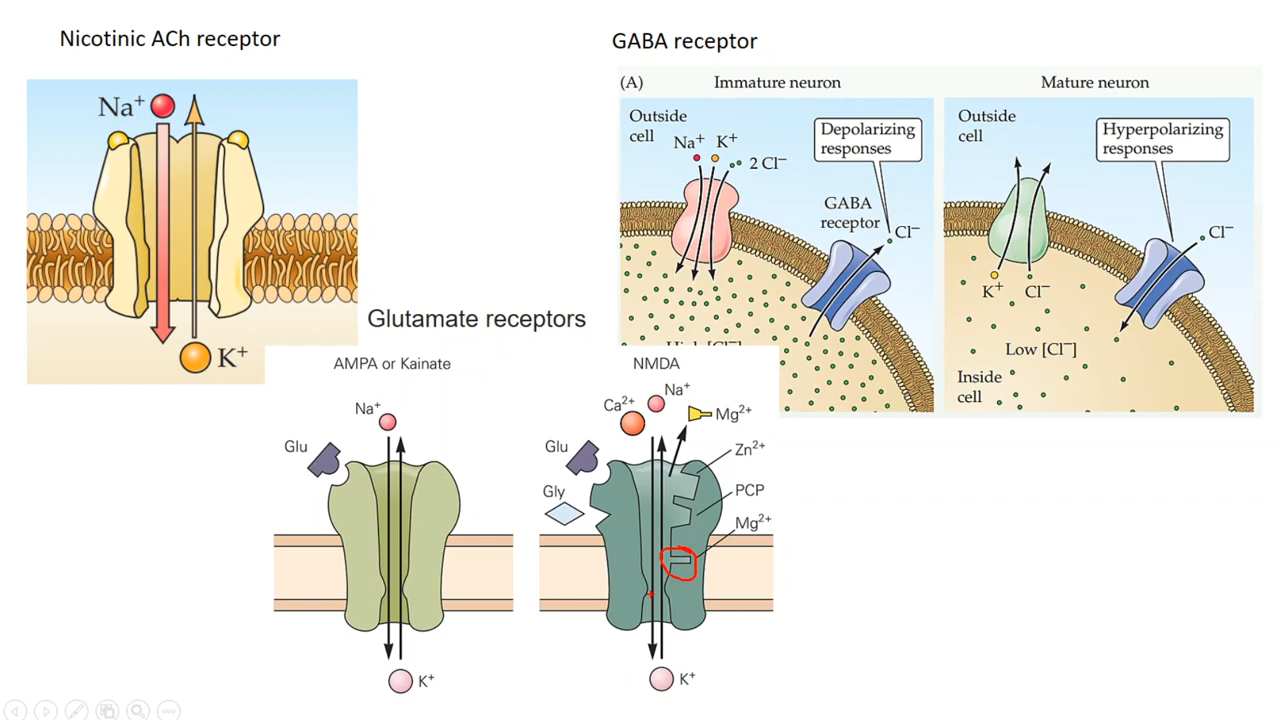 Nicotinic ACh receptor
Na⁺
K⁺
GABA receptor
(A)
Immature neuron
Mature neuron
Outside
cell
Na⁺ K⁺
2 Cl⁻
Depolarizing
responses
GABA
receptor
Cl⁻
Outside
cell
Hyperpolarizing
responses
Cl⁻
K⁺
Cl⁻
Low [Cl⁻]
Inside
cell
High [Cl⁻]
Glutamate receptors
AMPA or Kainate
Na⁺
Glu
K⁺
NMDA
Na⁺
Ca²⁺
Mg²⁺
Glu
Zn²⁺
Gly
PCP
Mg²⁺
K⁺